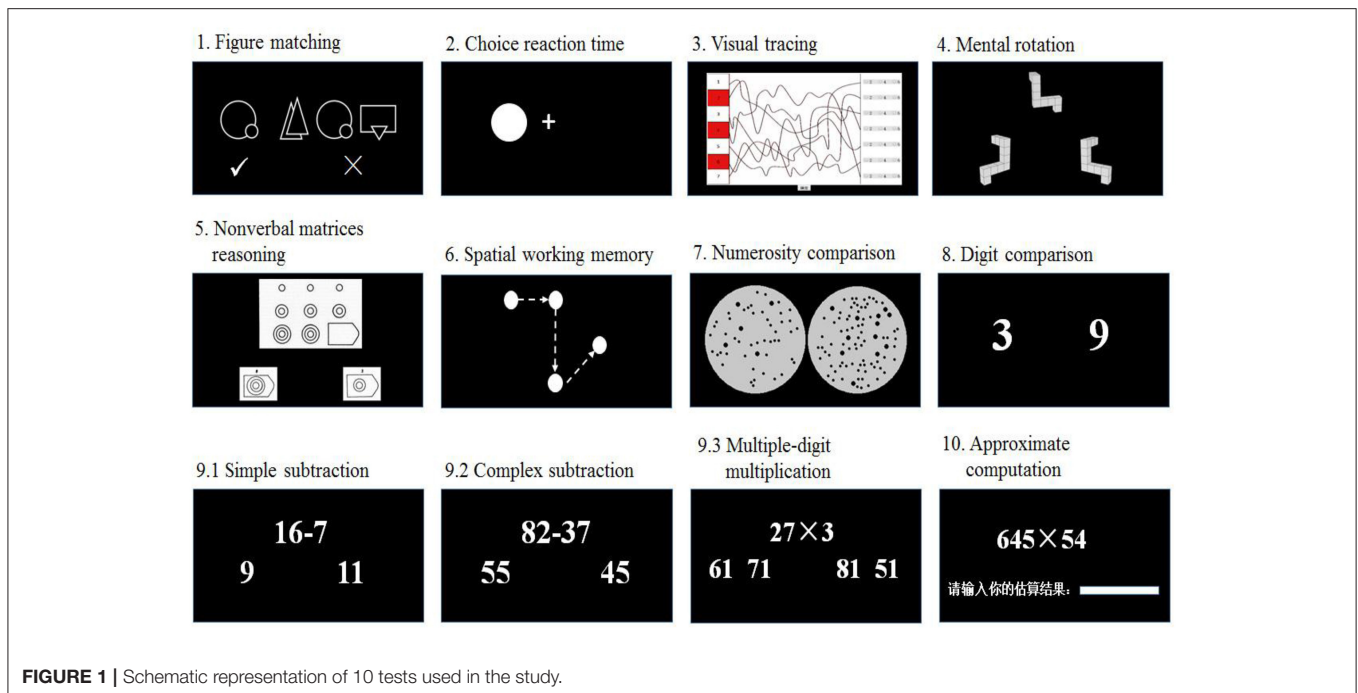 1. Figure matching
2. Choice reaction time
3. Visual tracing
4. Mental rotation
✓ ✕
+
5. Nonverbal matrices
reasoning
6. Spatial working memory
7. Numerosity comparison
8. Digit comparison
3 9
9.1 Simple subtraction
16-7
9 11
9.2 Complex subtraction
82-37
55 45
9.3 Multiple-digit
multiplication
27×3
61 71 81 51
10. Approximate
computation
645×54
请输入你的估算结果:
FIGURE 1 | Schematic representation of 10 tests used in the study.